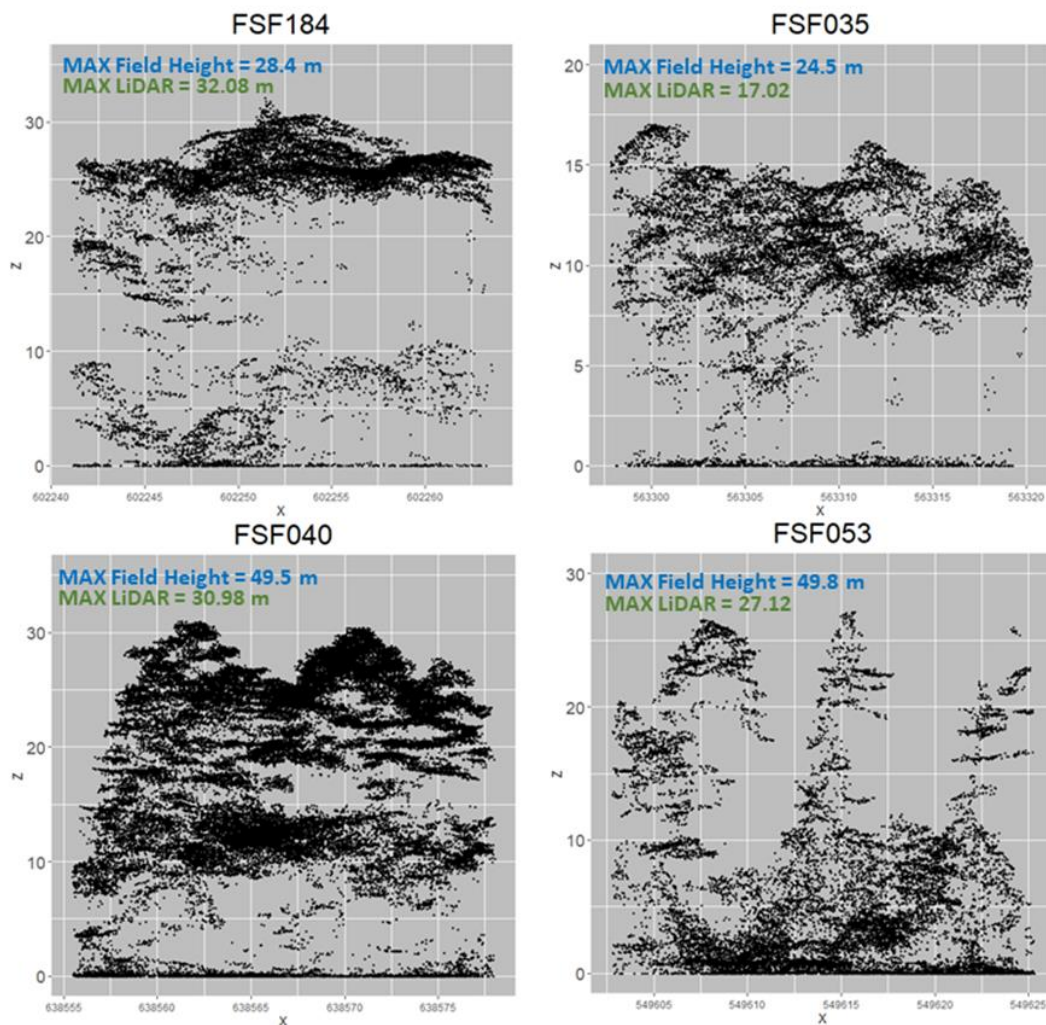 FSF184
MAX Field Height = 28.4 m
MAX LiDAR = 32.08 m
30
20
10
0
Z
602240 602245 602250 602255 602260
X
FSF035
MAX Field Height = 24.5 m
MAX LiDAR = 17.02
20
15
10
5
0
Z
563300 563305 563310 563315 563320
X
FSF040
MAX Field Height = 49.5 m
MAX LiDAR = 30.98 m
30
20
10
0
Z
638555 638560 638565 638570 638575
X
FSF053
MAX Field Height = 49.8 m
MAX LiDAR = 27.12
30
20
10
0
Z
549605 549610 549615 549620 549625
X